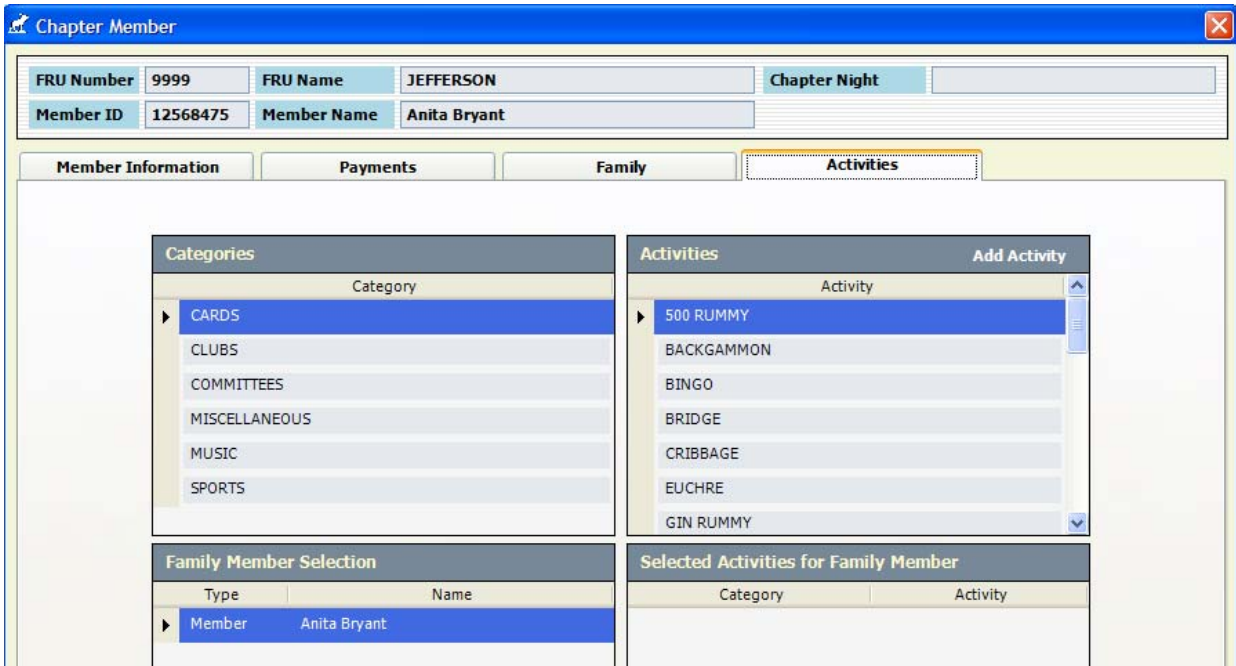 Chapter Member
FRU Number 9999 FRU Name JEFFERSON Chapter Night
Member ID 12568475 Member Name Anita Bryant
Member Information Payments Family Activities
Categories
Category
CARDS
CLUBS
COMMITTEES
MISCELLANEOUS
MUSIC
SPORTS
Activities Add Activity
Activity
500 RUMMY
BACKGAMMON
BINGO
BRIDGE
CRIBBAGE
EUCHRE
GIN RUMMY
Family Member Selection
Type Name
Member Anita Bryant
Selected Activities for Family Member
Category Activity